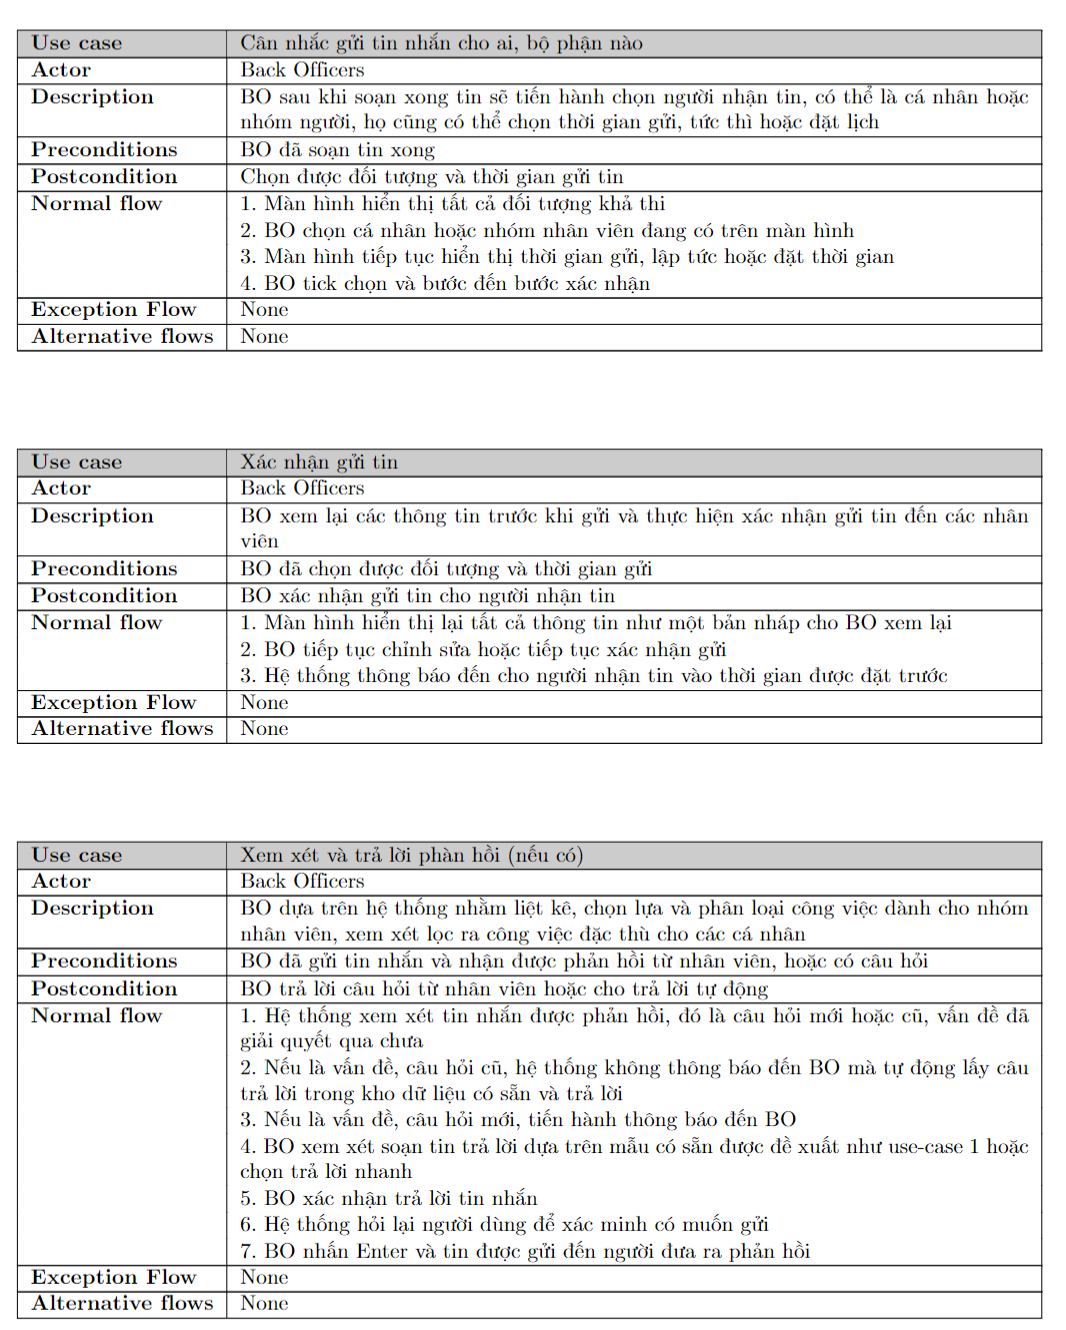 Use case Cân nhắc gửi tin nhắn cho ai, bộ phận nào
Actor Back Officers
Description BO sau khi soạn xong tin sẽ tiến hành chọn người nhận tin, có thể là cá nhân hoặc
nhóm người, họ cũng có thể chọn thời gian gửi, tức thì hoặc đặt lịch
Preconditions BO đã soạn tin xong
Postcondition Chọn được đối tượng và thời gian gửi tin
Normal flow 1. Màn hình hiển thị tất cả đối tượng khả thi
2. BO chọn cá nhân hoặc nhóm nhân viên đang có trên màn hình
3. Màn hình tiếp tục hiển thị thời gian gửi, lập tức hoặc đặt thời gian
4. BO tick chọn và bước đến bước xác nhận
Exception Flow None
Alternative flows None
Use case Xác nhận gửi tin
Actor Back Officers
Description BO xem lại các thông tin trước khi gửi và thực hiện xác nhận gửi tin đến các nhân
viên
Preconditions BO đã chọn được đối tượng và thời gian gửi
Postcondition BO xác nhận gửi tin cho người nhận tin
Normal flow 1. Màn hình hiển thị lại tất cả thông tin như một bản nháp cho BO xem lại
2. BO tiếp tục chỉnh sửa hoặc tiếp tục xác nhận gửi
3. Hệ thống thông báo đến cho người nhận tin vào thời gian được đặt trước
Exception Flow None
Alternative flows None
Use case Xem xét và trả lời phàn hồi (nếu có)
Actor Back Officers
Description BO dựa trên hệ thống nhằm liệt kê, chọn lựa và phân loại công việc dành cho nhóm
nhân viên, xem xét lọc ra công việc đặc thù cho các cá nhân
Preconditions BO đã gửi tin nhắn và nhận được phản hồi từ nhân viên, hoặc có câu hỏi
Postcondition BO trả lời câu hỏi từ nhân viên hoặc cho trả lời tự động
Normal flow 1. Hệ thống xem xét tin nhắn được phản hồi, đó là câu hỏi mới hoặc cũ, vấn đề đã
giải quyết qua chưa
2. Nếu là vấn đề, câu hỏi cũ, hệ thống không thông báo đến BO mà tự động lấy câu
trả lời trong kho dữ liệu có sẵn và trả lời
3. Nếu là vấn đề, câu hỏi mới, tiến hành thông báo đến BO
4. BO xem xét soạn tin trả lời dựa trên mẫu có sẵn được đề xuất như use-case 1 hoặc
chọn trả lời nhanh
5. BO xác nhận trả lời tin nhắn
6. Hệ thống hỏi lại người dùng để xác minh có muốn gửi
7. BO nhấn Enter và tin được gửi đến người đưa ra phản hồi
Exception Flow None
Alternative flows None